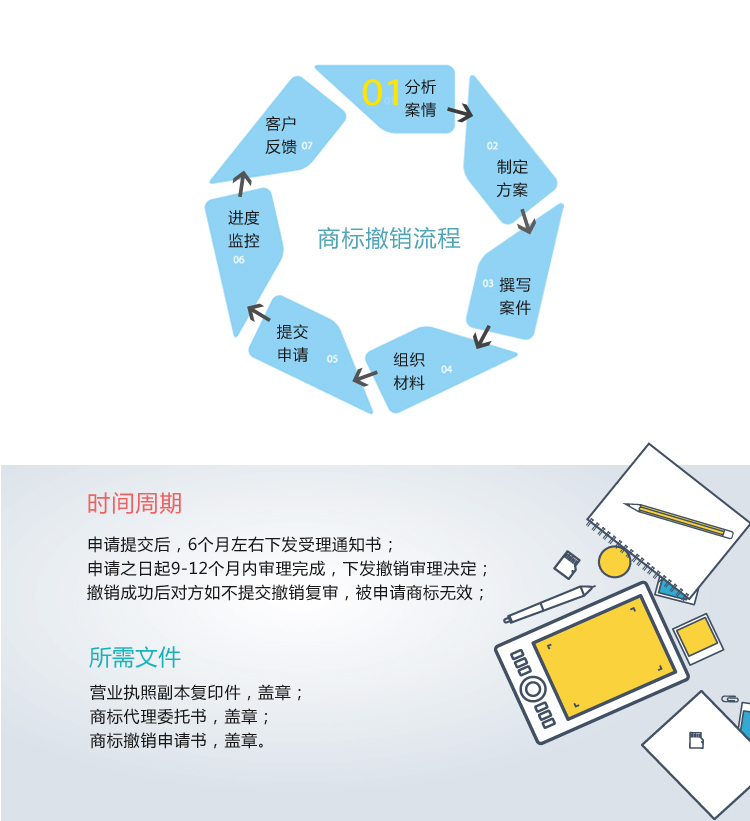 01 分析
案情
02
制定
方案
03 撰写
案件
组织
材料 04
提交
申请 05
进度
监控
06
客户
反馈 07
商标撤销流程
时间周期
申请提交后，6个月左右下发受理通知书；
申请之日起9-12个月内审理完成，下发撤销审理决定；
撤销成功后对方如不提交撤销复审，被申请商标无效；
所需文件
营业执照副本复印件，盖章；
商标代理委托书，盖章；
商标撤销申请书，盖章。